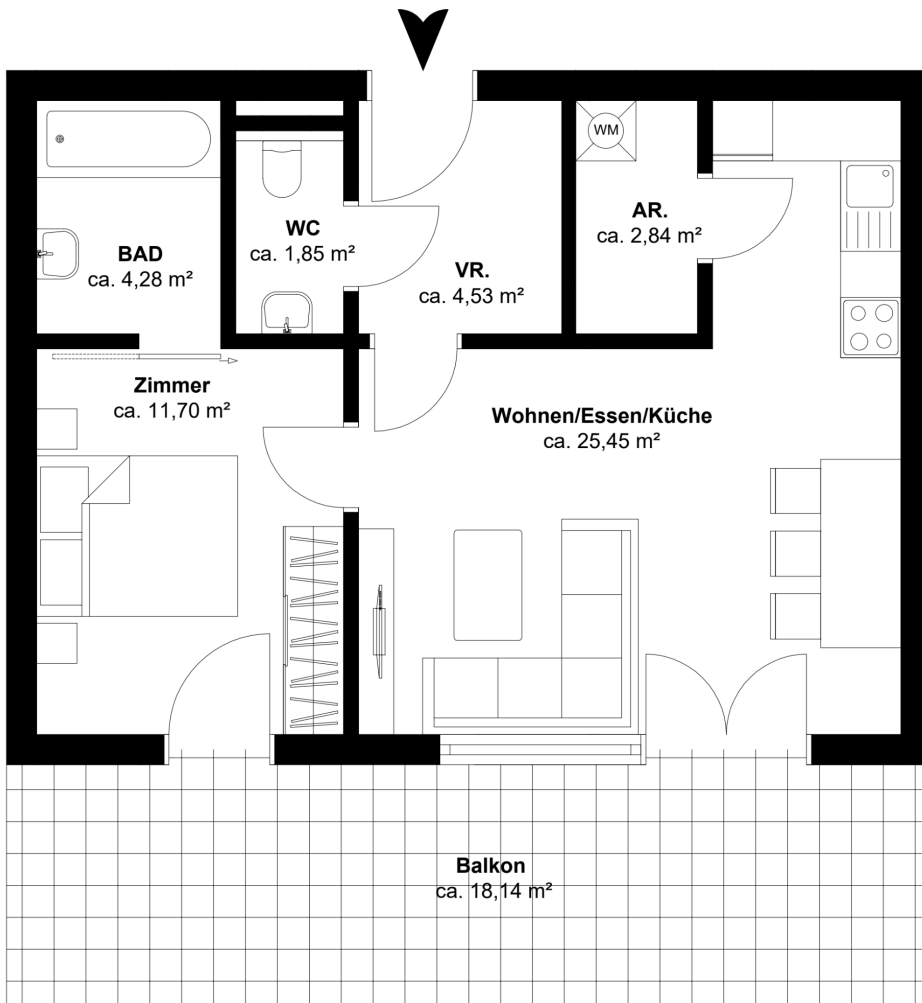 WM
BAD
ca. 4,28 m²
WC
ca. 1,85 m²
VR.
ca. 4,53 m²
AR.
ca. 2,84 m²
Zimmer
ca. 11,70 m²
Wohnen/Essen/Küche
ca. 25,45 m²
Balkon
ca. 18,14 m²